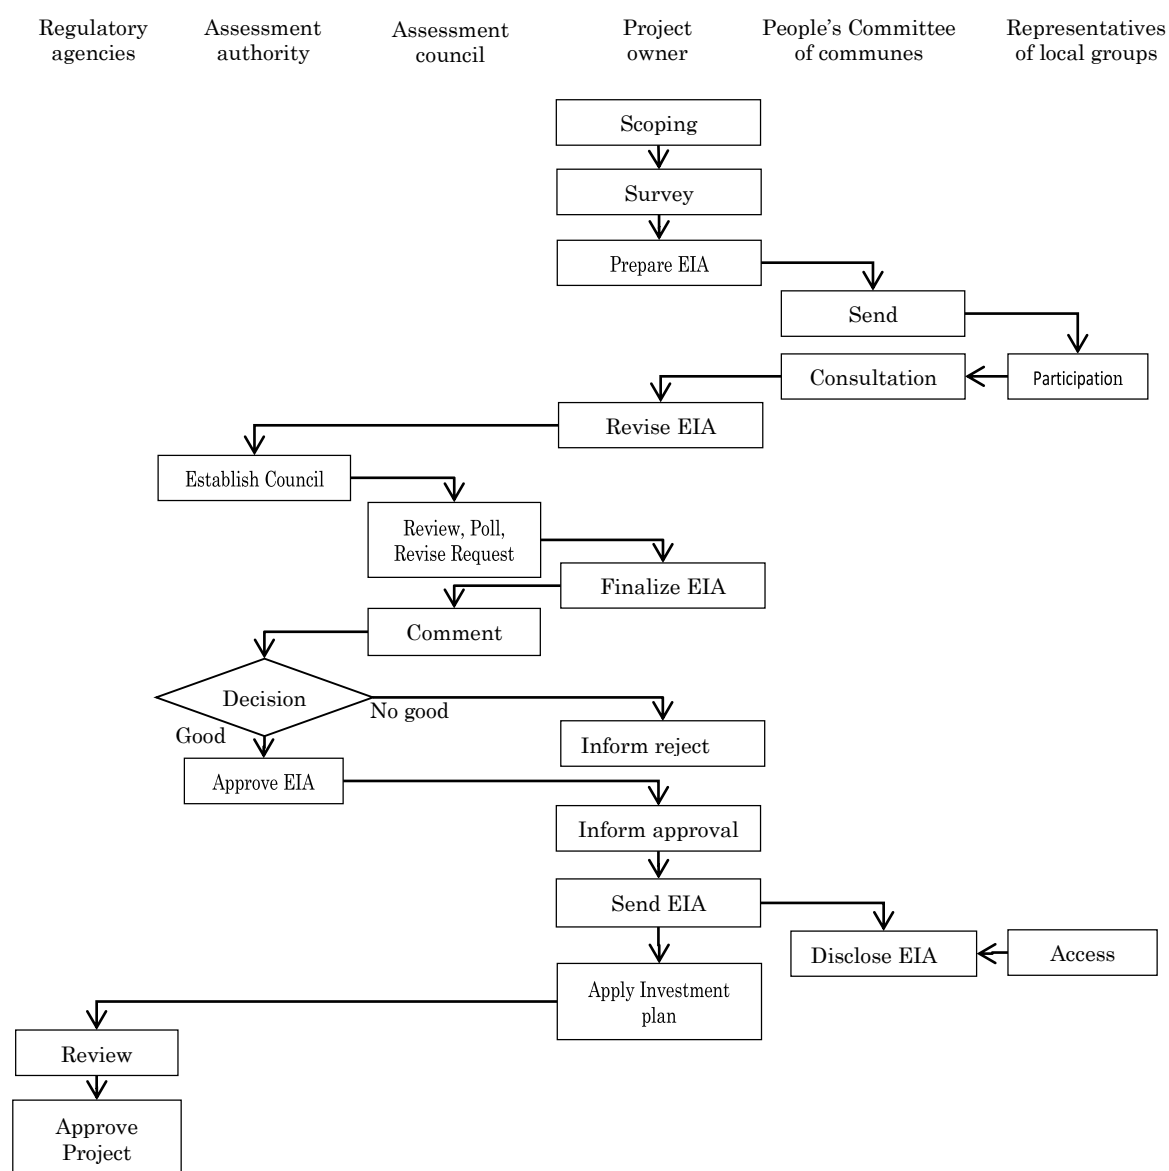 Regulatory
agencies
Assessment
authority
Assessment
council
Project
owner
People's Committee
of communes
Representatives
of local groups
Scoping
Survey
Prepare EIA
Send
Consultation
Participation
Revise EIA
Establish Council
Review, Poll,
Revise Request
Finalize EIA
Comment
Decision
No good
Good
Inform reject
Approve EIA
Inform approval
Send EIA
Disclose EIA
Access
Apply Investment
plan
Review
Approve
Project